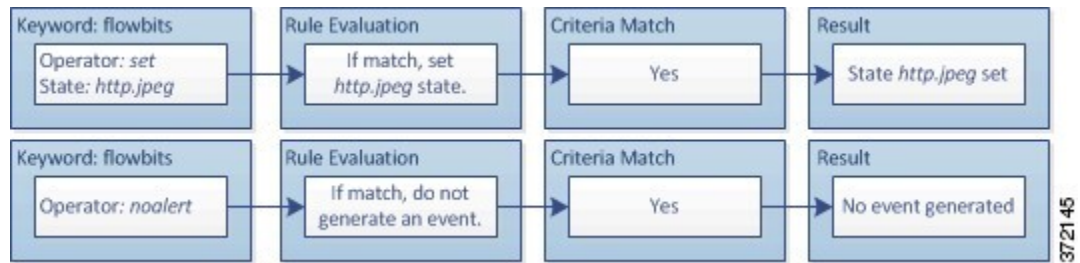 Keyword: flowbits
Operator: set
State: http.jpeg
Rule Evaluation
If match, set
http.jpeg state.
Criteria Match
Yes
Result
State http.jpeg set
Keyword: flowbits
Operator: noalert
Rule Evaluation
If match, do not
generate an event.
Criteria Match
Yes
Result
No event generated
372145